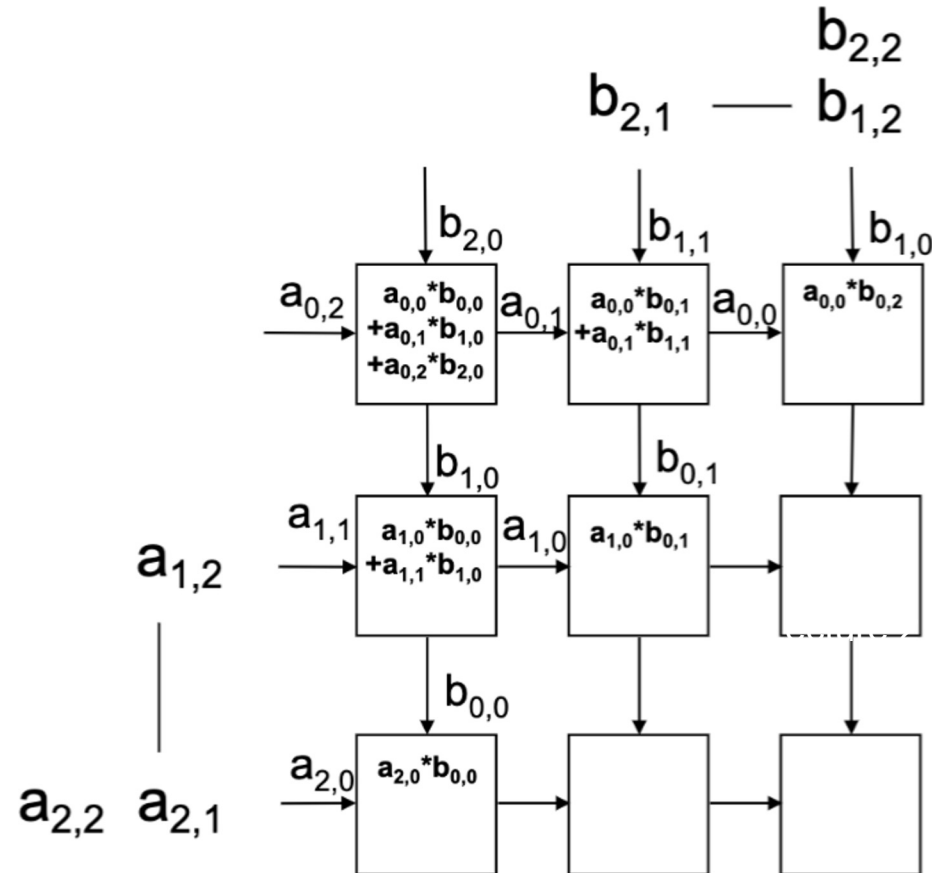 b2,2
b2,1 — b1,2
b2,0 b1,1 b1,0
a0,2 a0,1 a0,0
a0,0*b0,0 a0,0*b0,1 a0,0*b0,2
+a0,1*b1,0 +a0,1*b1,1
+a0,2*b2,0
b1,0 b0,1
a1,1 a1,0
a1,0*b0,0 a1,0*b0,1
a1,2 +a1,1*b1,0
b0,0
a2,0 a2,0*b0,0
a2,2 a2,1